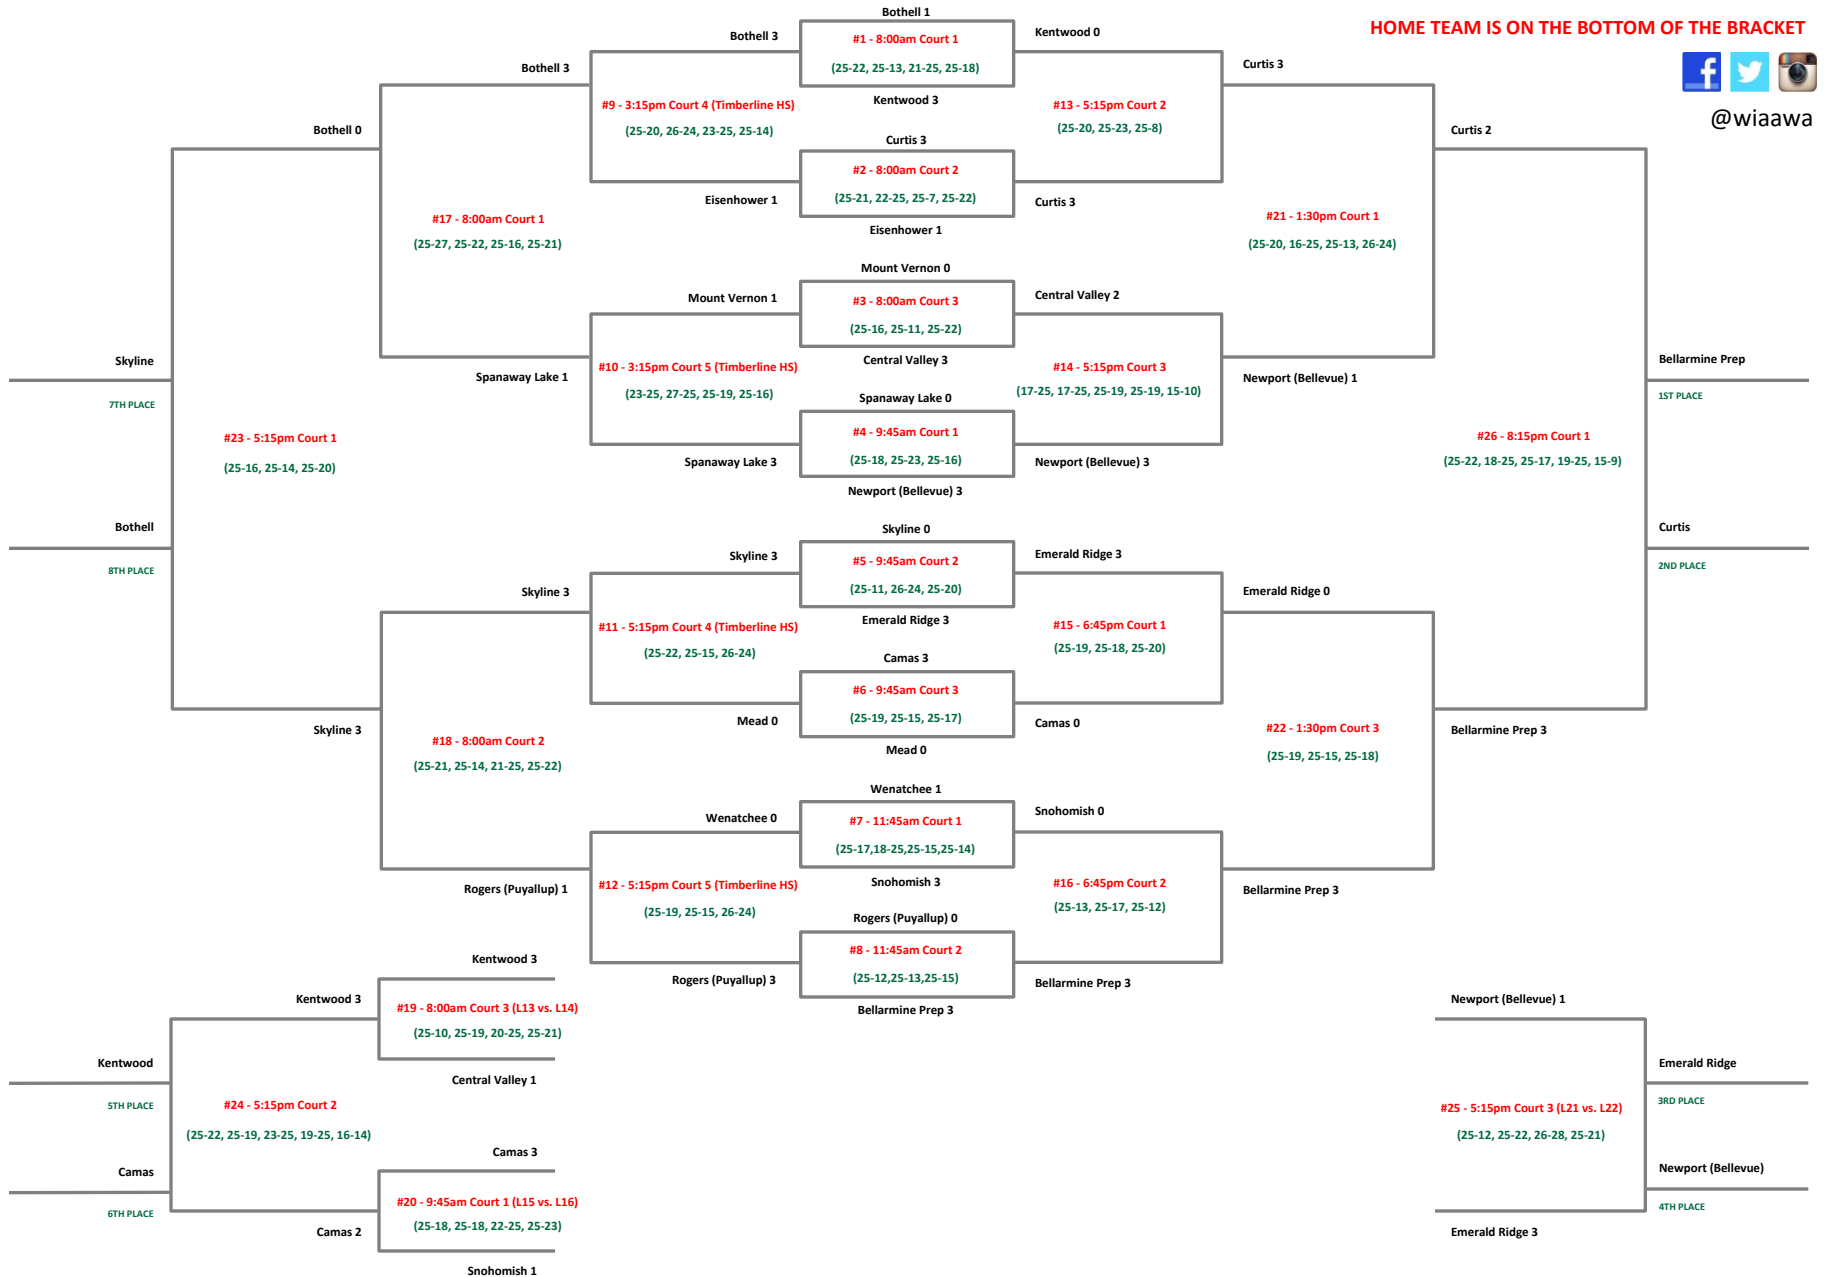 HOME TEAM IS ON THE BOTTOM OF THE BRACKET
@wiaawa
Bothell 1
#1 - 8:00am Court 1
(25-22, 25-13, 21-25, 25-18)
Kentwood 3
Curtis 3
#2 - 8:00am Court 2
(25-21, 22-25, 25-7, 25-22)
Eisenhower 1
Mount Vernon 0
#3 - 8:00am Court 3
(25-16, 25-11, 25-22)
Central Valley 3
Spanaway Lake 0
#4 - 9:45am Court 1
(25-18, 25-23, 25-16)
Newport (Bellevue) 3
Skyline 0
#5 - 9:45am Court 2
(25-11, 26-24, 25-20)
Emerald Ridge 3
Camas 3
#6 - 9:45am Court 3
(25-19, 25-15, 25-17)
Mead 0
Wenatchee 1
#7 - 11:45am Court 1
(25-17,18-25,25-15,25-14)
Snohomish 3
Rogers (Puyallup) 0
#8 - 11:45am Court 2
(25-12,25-13,25-15)
Bellarmine Prep 3
Bothell 3
#9 - 3:15pm Court 4 (Timberline HS)
(25-20, 26-24, 23-25, 25-14)
Eisenhower 1
Mount Vernon 1
#10 - 3:15pm Court 5 (Timberline HS)
(23-25, 27-25, 25-19, 25-16)
Spanaway Lake 3
Skyline 3
#11 - 5:15pm Court 4 (Timberline HS)
(25-22, 25-15, 26-24)
Mead 0
Wenatchee 0
#12 - 5:15pm Court 5 (Timberline HS)
(25-19, 25-15, 26-24)
Rogers (Puyallup) 3
Kentwood 0
#13 - 5:15pm Court 2
(25-20, 25-23, 25-8)
Curtis 3
Central Valley 2
#14 - 5:15pm Court 3
(17-25, 17-25, 25-19, 25-19, 15-10)
Newport (Bellevue) 3
Emerald Ridge 3
#15 - 6:45pm Court 1
(25-19, 25-18, 25-20)
Camas 0
Snohomish 0
#16 - 6:45pm Court 2
(25-13, 25-17, 25-12)
Bellarmine Prep 3
Bothell 3
#17 - 8:00am Court 1
(25-27, 25-22, 25-16, 25-21)
Spanaway Lake 1
Skyline 3
#18 - 8:00am Court 2
(25-21, 25-14, 21-25, 25-22)
Rogers (Puyallup) 1
Kentwood 3
#19 - 8:00am Court 3 (L13 vs. L14)
(25-10, 25-19, 20-25, 25-21)
Central Valley 1
Camas 3
#20 - 9:45am Court 1 (L15 vs. L16)
(25-18, 25-18, 22-25, 25-23)
Snohomish 1
Curtis 3
#21 - 1:30pm Court 1
(25-20, 16-25, 25-13, 26-24)
Newport (Bellevue) 1
Emerald Ridge 0
#22 - 1:30pm Court 3
(25-19, 25-15, 25-18)
Bellarmine Prep 3
Bothell 0
#23 - 5:15pm Court 1
(25-16, 25-14, 25-20)
Skyline 3
Skyline
7TH PLACE
Bothell
8TH PLACE
Kentwood 3
#24 - 5:15pm Court 2
(25-22, 25-19, 23-25, 19-25, 16-14)
Camas 2
Kentwood
5TH PLACE
Camas
6TH PLACE
Newport (Bellevue) 1
#25 - 5:15pm Court 3 (L21 vs. L22)
(25-12, 25-22, 26-28, 25-21)
Emerald Ridge 3
Emerald Ridge
3RD PLACE
Newport (Bellevue)
4TH PLACE
Curtis 2
#26 - 8:15pm Court 1
(25-22, 18-25, 25-17, 19-25, 15-9)
Bellarmine Prep 3
Bellarmine Prep
1ST PLACE
Curtis
2ND PLACE